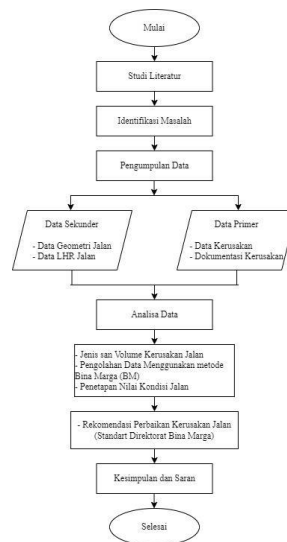 Mulai
Studi Literatur
Identifikasi Masalah
Pengumpulan Data
Data Sekunder
- Data Geometri Jalan
- Data LHR Jalan
Data Primer
- Data Kerusakan
- Dokumentasi Kerusakan
Analisa Data
- Jenis san Volume Kerusakan Jalan
- Pengolahan Data Menggunakan metode
Bina Marga (BM)
- Penetapan Nilai Kondisi Jalan
- Rekomendasi Perbaikan Kerusakan Jalan
(Standart Direktorat Bina Marga)
Kesimpulan dan Saran
Selesai